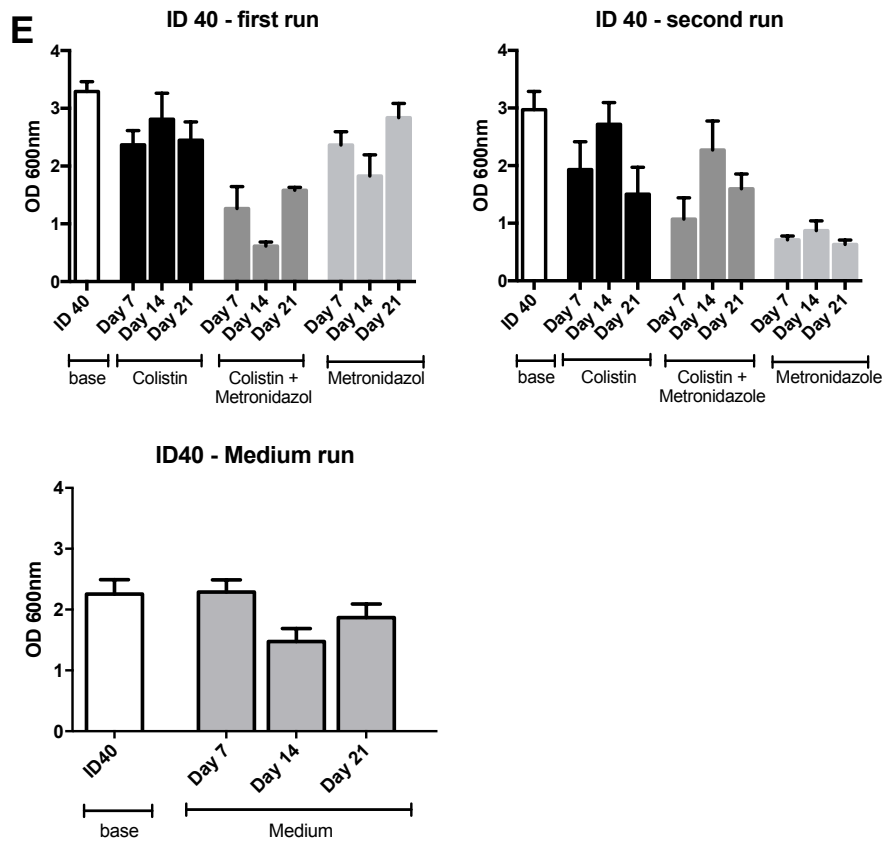 E
ID 40 - first run
OD 600nm
4
3
2
1
0
ID 40
Day 7
Day 14
Day 21
Day 7
Day 14
Day 21
Day 7
Day 14
Day 21
base
Colistin
Colistin +
Metronidazol
Metronidazol
ID 40 - second run
OD 600nm
4
3
2
1
0
ID 40
Day 7
Day 14
Day 21
Day 7
Day 14
Day 21
Day 7
Day 14
Day 21
base
Colistin
Colistin +
Metronidazole
Metronidazole
ID40 - Medium run
OD 600nm
4
3
2
1
0
ID40
Day 7
Day 14
Day 21
base
Medium